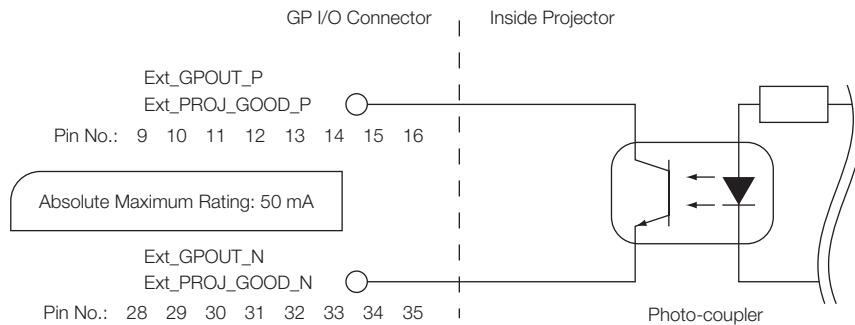 GP I/O Connector
Inside Projector
Ext_GPOUT_P
Ext_PROJ_GOOD_P
Pin No.: 9 10 11 12 13 14 15 16
Absolute Maximum Rating: 50 mA
Ext_GPOUT_N
Ext_PROJ_GOOD_N
Pin No.: 28 29 30 31 32 33 34 35
Photo-coupler